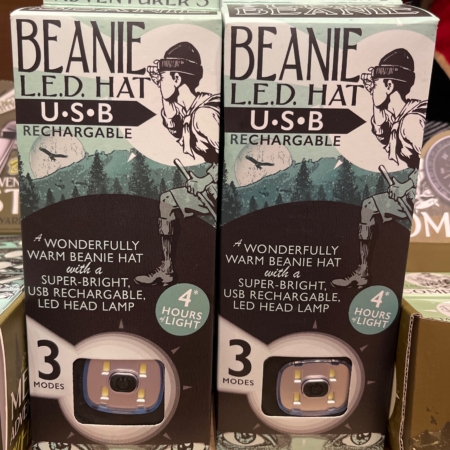 ADVENTURER'S
BEANIE
L.E.D. HAT
U•S•B
RECHARGABLE
A WONDERFULLY
WARM BEANIE HAT
with a
SUPER-BRIGHT,
USB RECHARGABLE,
LED HEAD LAMP
4*
HOURS
of LIGHT
3
MODES
BEANIE
L.E.D. HAT
U•S•B
RECHARGABLE
A WONDERFULLY
WARM BEANIE HAT
with a
SUPER-BRIGHT,
USB RECHARGABLE,
LED HEAD LAMP
4*
HOURS
of LIGHT
3
MODES